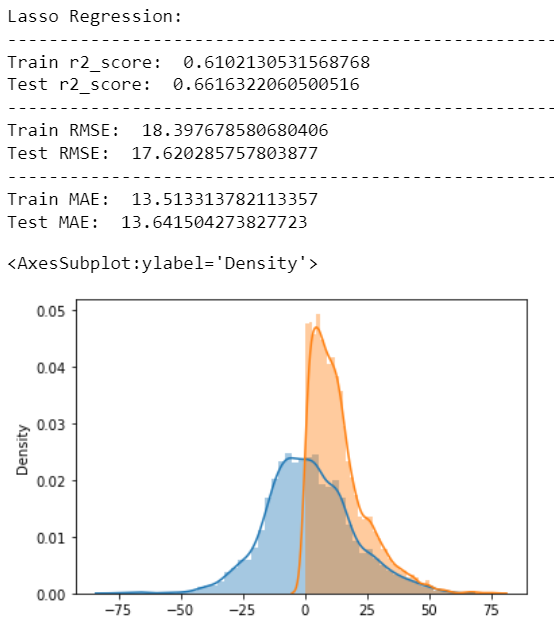 Lasso Regression:
-------------------------------------------------------
Train r2_score:  0.6102130531568768
Test r2_score:  0.6616322060500516
-------------------------------------------------------
Train RMSE:  18.397678580680406
Test RMSE:  17.620285757803877
-------------------------------------------------------
Train MAE:  13.513313782113357
Test MAE:  13.641504273827723
<AxesSubplot:ylabel='Density'>
0.05
0.04
0.03
0.02
0.01
0.00
Density
−75 −50 −25 0 25 50 75